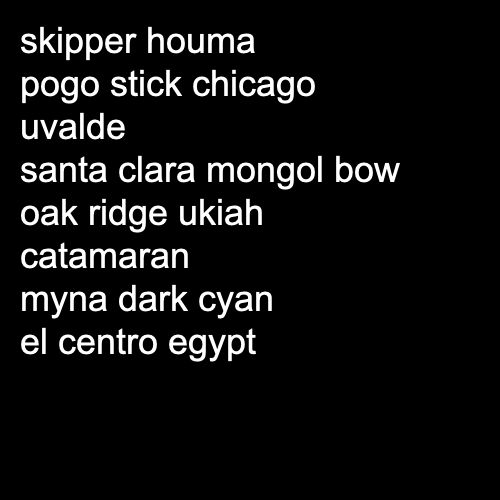 skipper houma
pogo stick chicago
uvalde
santa clara mongol bow
oak ridge ukiah
catamaran
myna dark cyan
el centro egypt